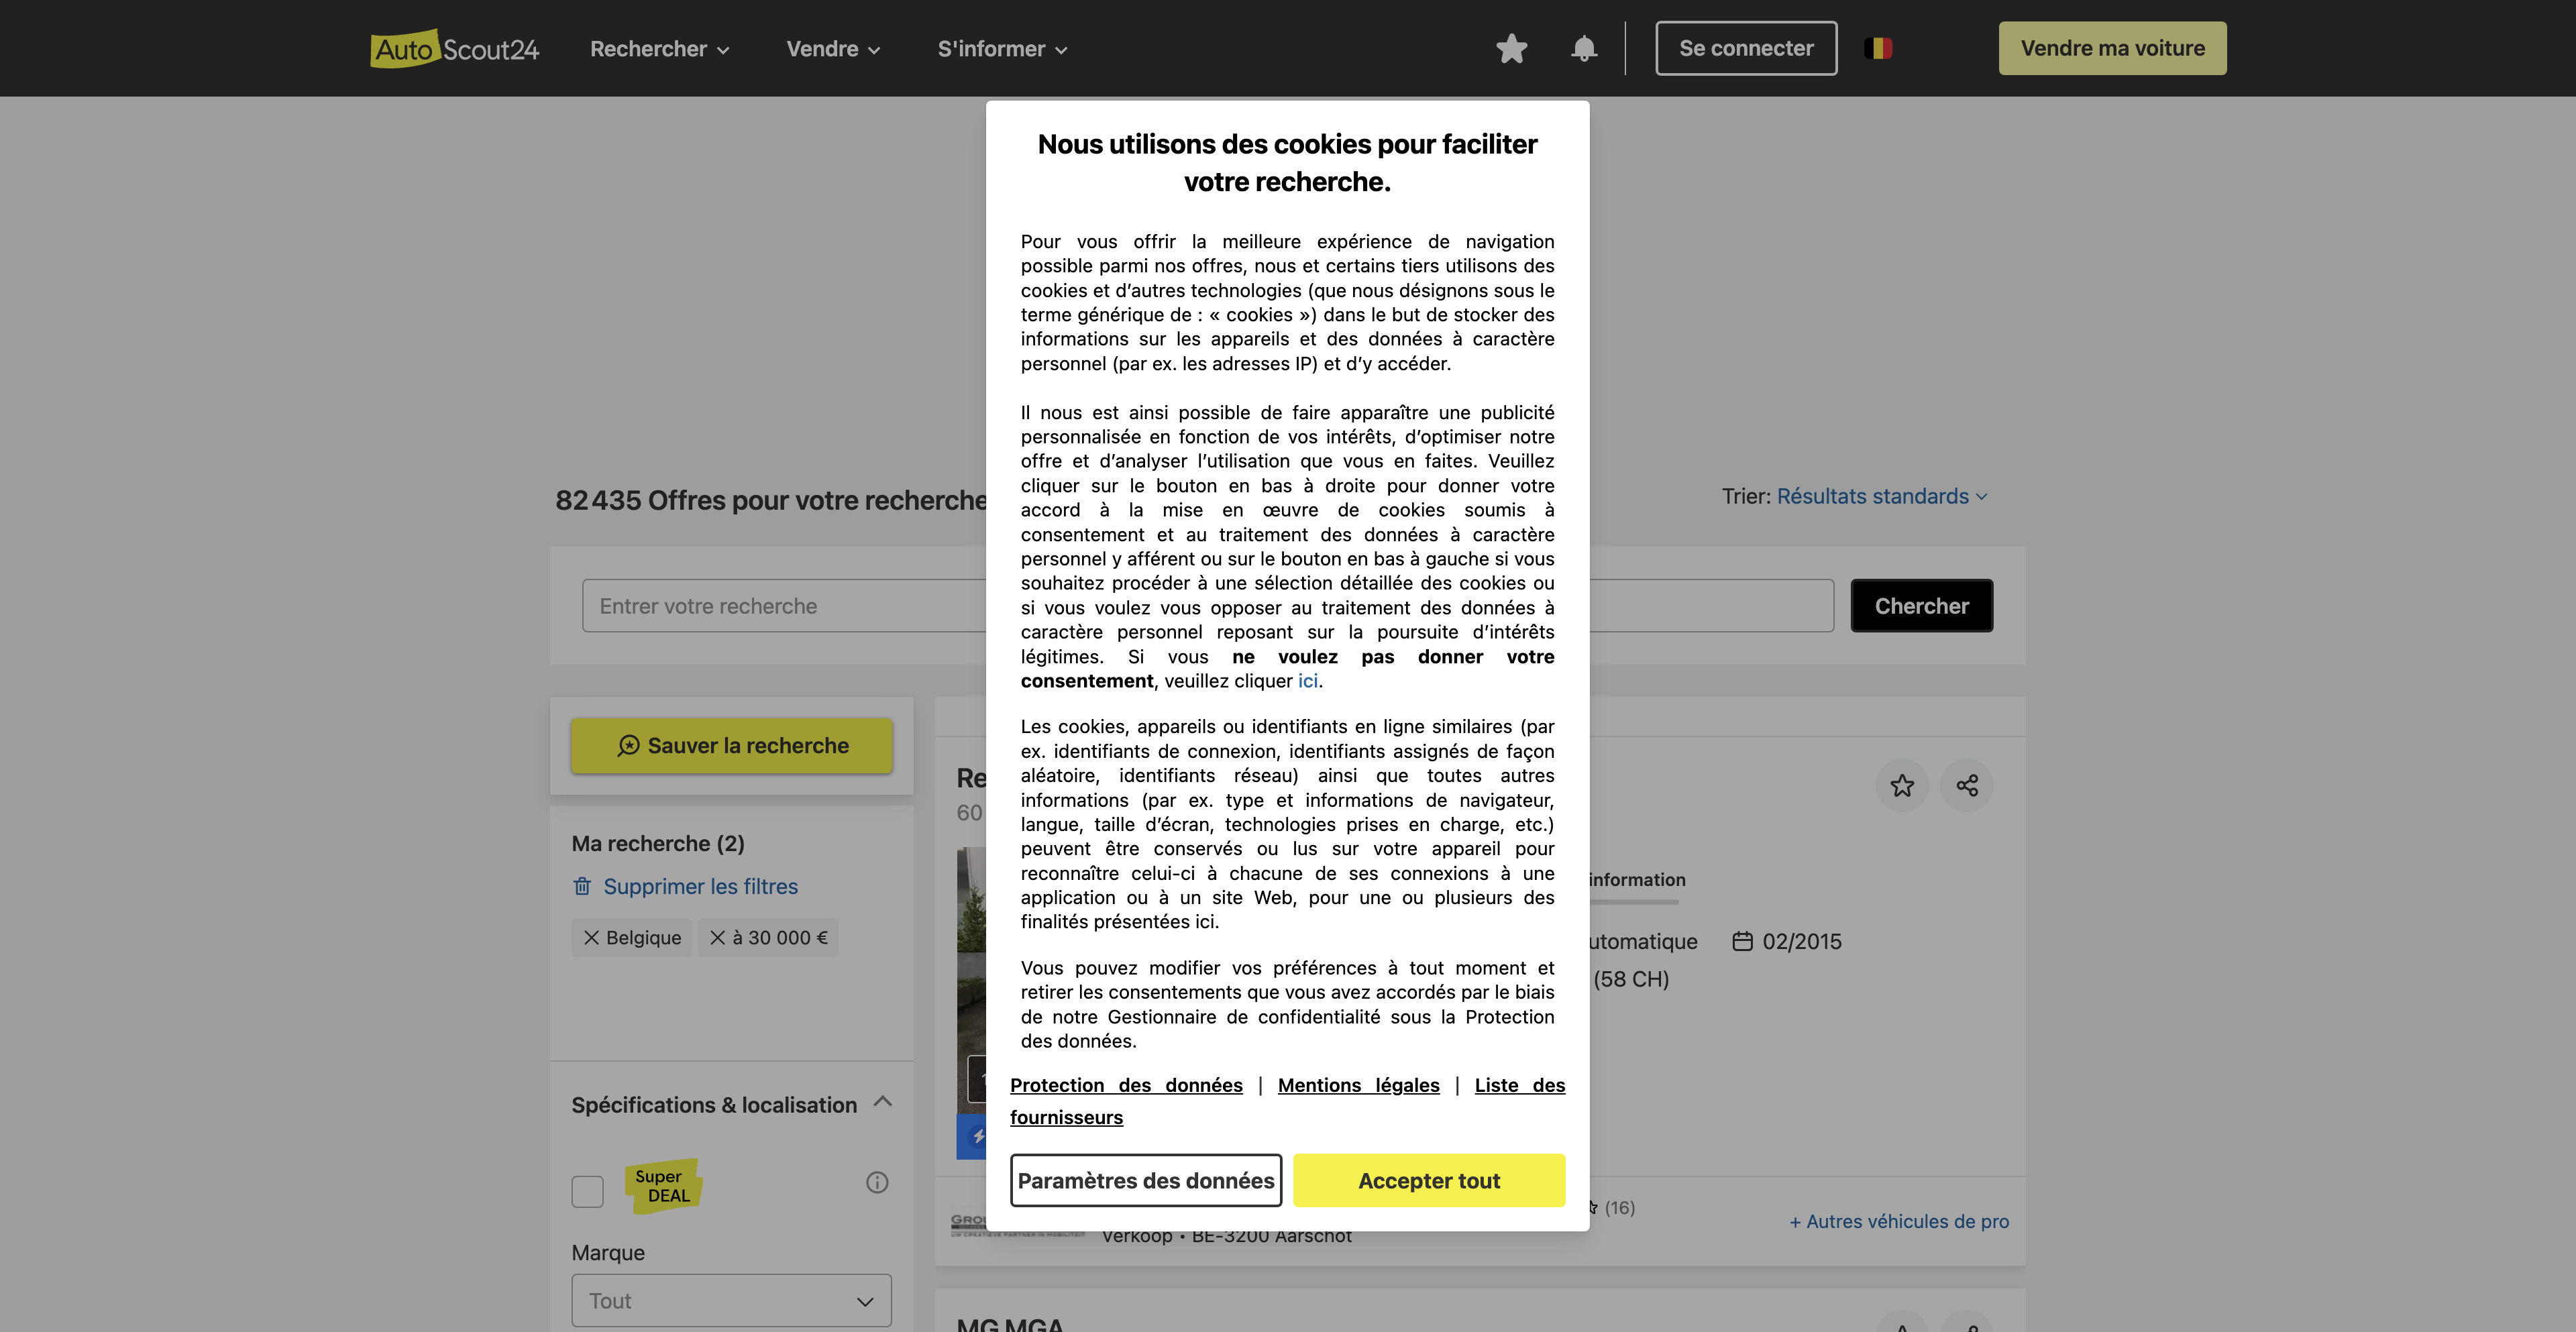 AutoScout24
Rechercher
Vendre
S'informer
Se connecter
Vendre ma voiture
Nous utilisons des cookies pour faciliter
votre recherche.
Pour vous offrir la meilleure expérience de navigation
possible parmi nos offres, nous et certains tiers utilisons des
cookies et d’autres technologies (que nous désignons sous le
terme générique de : « cookies ») dans le but de stocker des
informations sur les appareils et des données à caractère
personnel (par ex. les adresses IP) et d’y accéder.
Il nous est ainsi possible de faire apparaître une publicité
personnalisée en fonction de vos intérêts, d’optimiser notre
offre et d’analyser l’utilisation que vous en faites. Veuillez
cliquer sur le bouton en bas à droite pour donner votre
accord à la mise en œuvre de cookies soumis à
consentement et au traitement des données à caractère
personnel y afférent ou sur le bouton en bas à gauche si vous
souhaitez procéder à une sélection détaillée des cookies ou
si vous voulez vous opposer au traitement des données à
caractère personnel reposant sur la poursuite d’intérêts
légitimes. Si vous ne voulez pas donner votre
consentement, veuillez cliquer ici.
Les cookies, appareils ou identifiants en ligne similaires (par
ex. identifiants de connexion, identifiants assignés de façon
aléatoire, identifiants réseau) ainsi que toutes autres
informations (par ex. type et informations de navigateur,
langue, taille d’écran, technologies prises en charge, etc.)
peuvent être conservés ou lus sur votre appareil pour
reconnaître celui-ci à chacune de ses connexions à une
application ou à un site Web, pour une ou plusieurs des
finalités présentées ici.
Vous pouvez modifier vos préférences à tout moment et
retirer les consentements que vous avez accordés par le biais
de notre Gestionnaire de confidentialité sous la Protection
des données.
Protection des données | Mentions légales | Liste des
fournisseurs
Paramètres des données
Accepter tout
82 435 Offres pour votre recherche
Trier: Résultats standards
Entrer votre recherche
Chercher
Sauver la recherche
Ma recherche (2)
Supprimer les filtres
Belgique
à 30 000 €
Spécifications & localisation
Super
DEAL
Marque
Tout
Re
60
information
utomatique
02/2015
(58 CH)
(16)
+ Autres véhicules de pro
Verkoop • BE-3200 Aarschot
MG MGA